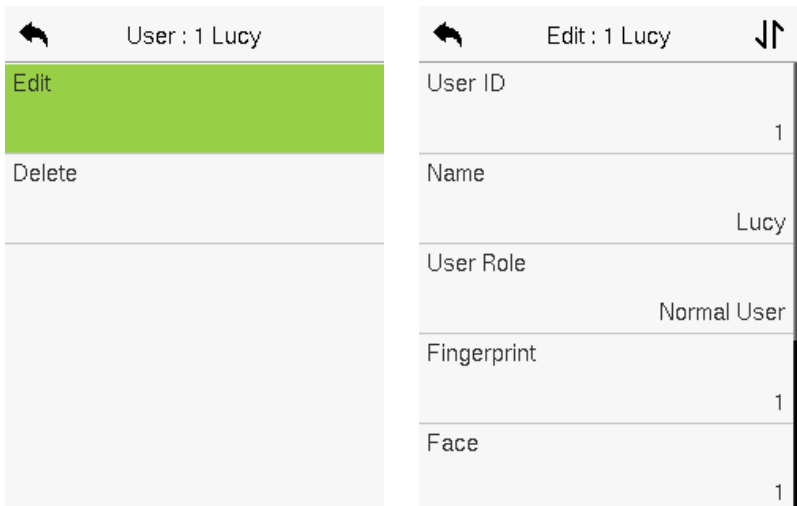 User : 1 Lucy
Edit
Delete
Edit : 1 Lucy
User ID
1
Name
Lucy
User Role
Normal User
Fingerprint
1
Face
1